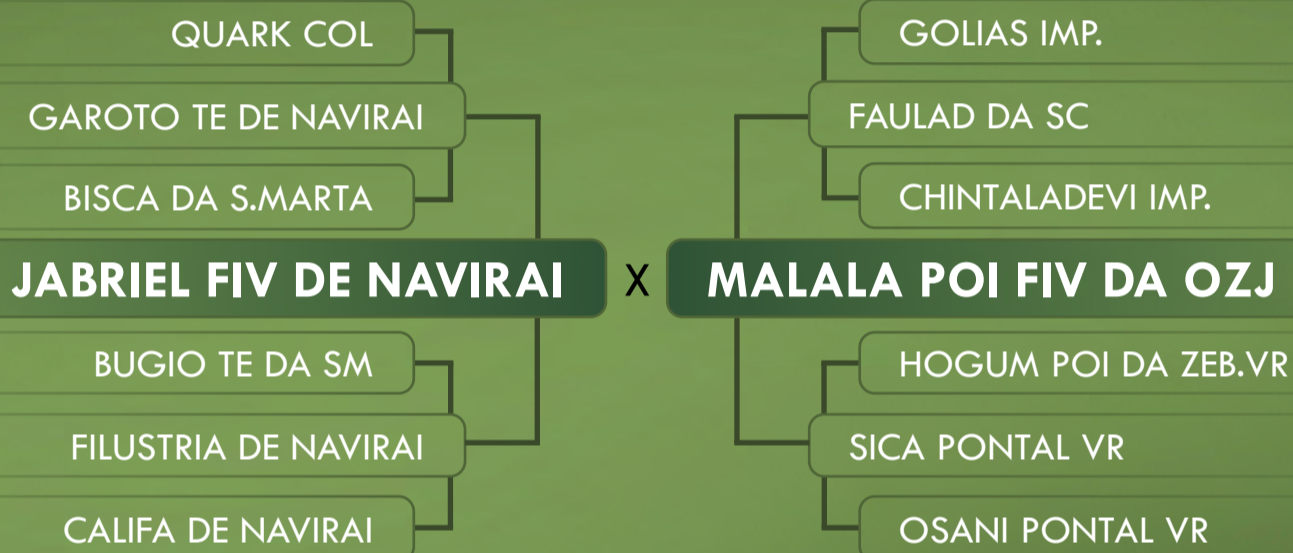 QUARK COL
GAROTO TE DE NAVIRAI
BISCA DA S.MARTA
JABRIEL FIV DE NAVIRAI
BUGIO TE DA SM
FILUSTRIA DE NAVIRAI
CALIFA DE NAVIRAI
X
GOLIAS IMP.
FAULAD DA SC
CHINTALADEVI IMP.
MALALA POI FIV DA OZJ
HOGUM POI DA ZEB.VR
SICA PONTAL VR
OSANI PONTAL VR